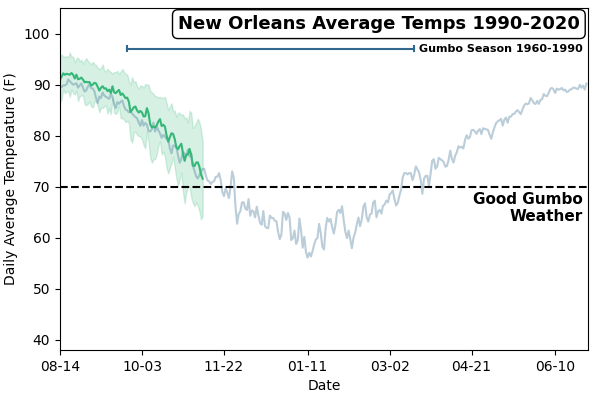 New Orleans Average Temps 1990-2020
Gumbo Season 1960-1990
Good Gumbo
Weather
Daily Average Temperature (F)
100
90
80
70
60
50
40
08-14
10-03
11-22
01-11
03-02
04-21
06-10
Date